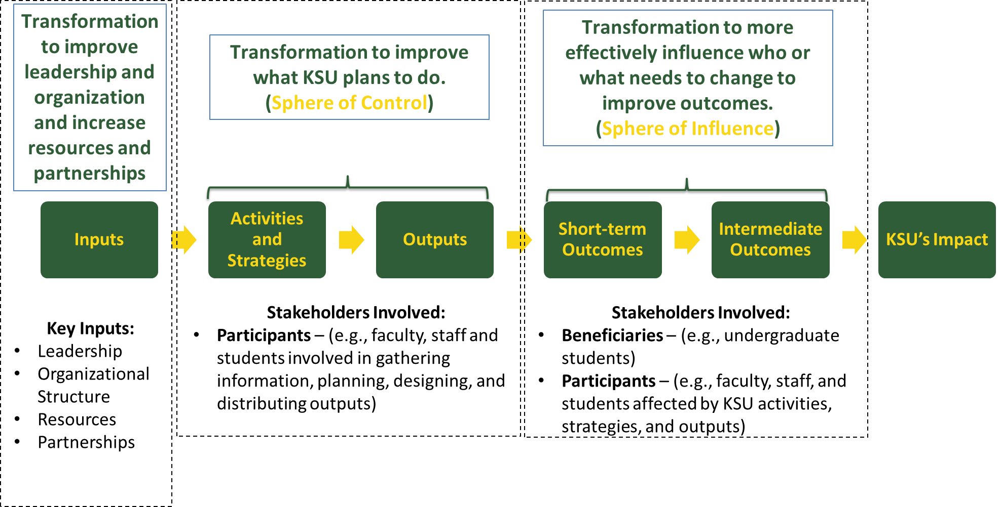 Transformation
to improve
leadership and
organization
and increase
resources and
partnerships
Transformation to improve
what KSU plans to do.
(Sphere of Control)
Transformation to more
effectively influence who or
what needs to change to
improve outcomes.
(Sphere of Influence)
Inputs
Activities
and
Strategies
Outputs
Short-term
Outcomes
Intermediate
Outcomes
KSU’s Impact
Key Inputs:
• Leadership
• Organizational
Structure
• Resources
• Partnerships
Stakeholders Involved:
• Participants – (e.g., faculty, staff and
students involved in gathering
information, planning, designing, and
distributing outputs)
Stakeholders Involved:
• Beneficiaries – (e.g., undergraduate
students)
• Participants – (e.g., faculty, staff, and
students affected by KSU activities,
strategies, and outputs)